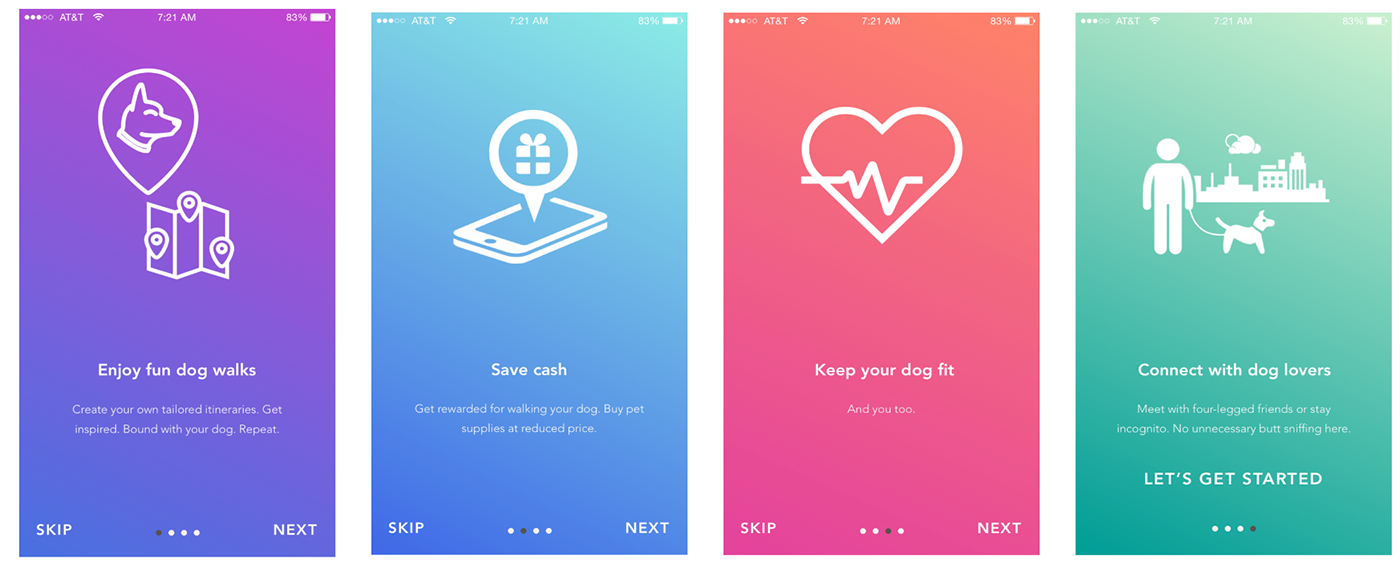 AT&T 7:21 AM 83%
Enjoy fun dog walks
Create your own tailored itineraries. Get
inspired. Bound with your dog. Repeat.
SKIP NEXT
AT&T 7:21 AM 83%
Save cash
Get rewarded for walking your dog. Buy pet
supplies at reduced price.
SKIP NEXT
AT&T 7:21 AM 83%
Keep your dog fit
And you too.
SKIP NEXT
AT&T 7:21 AM 83%
Connect with dog lovers
Meet with four-legged friends or stay
incognito. No unnecessary butt sniffing here.
LET'S GET STARTED